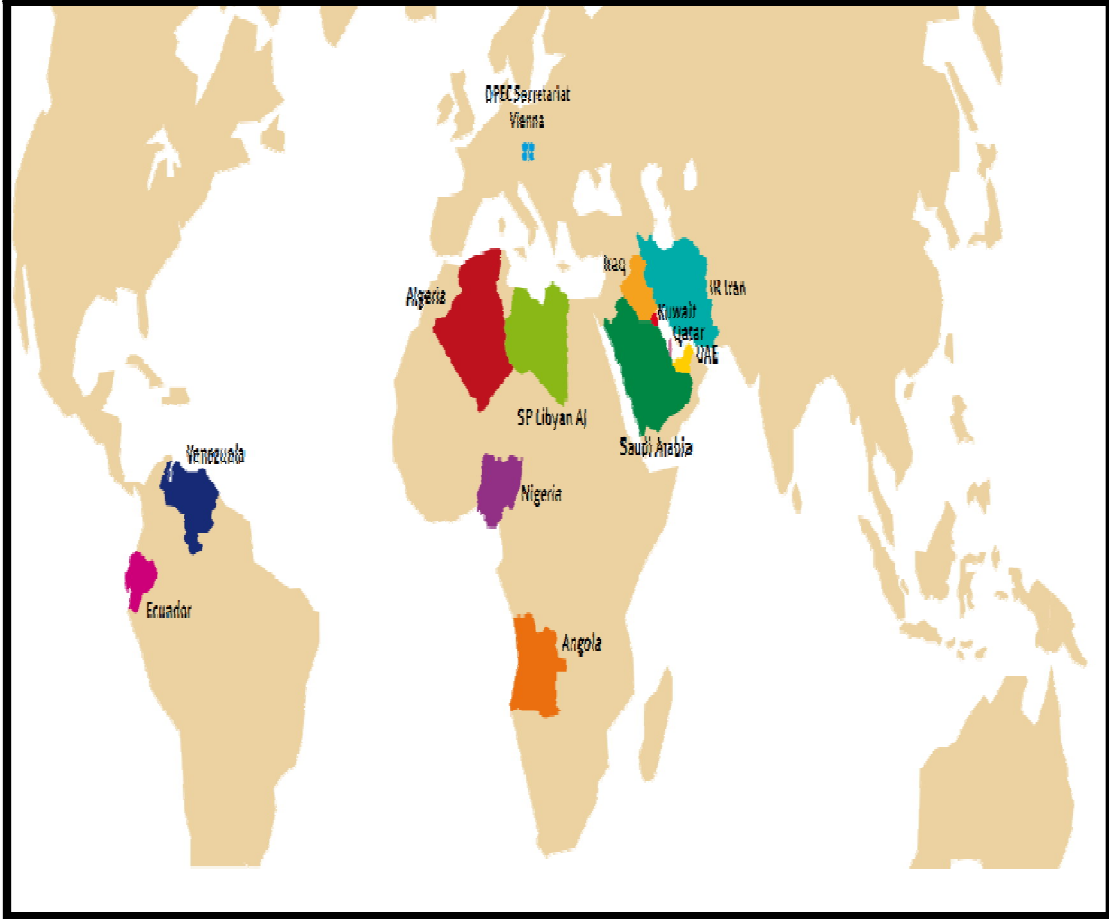 OPEC Secretariat
Vienna
Iraq
Algeria
IR Iran
Kuwait
Qatar
UAE
SP Libyan AJ
Saudi Arabia
Venezuela
Nigeria
Ecuador
Angola